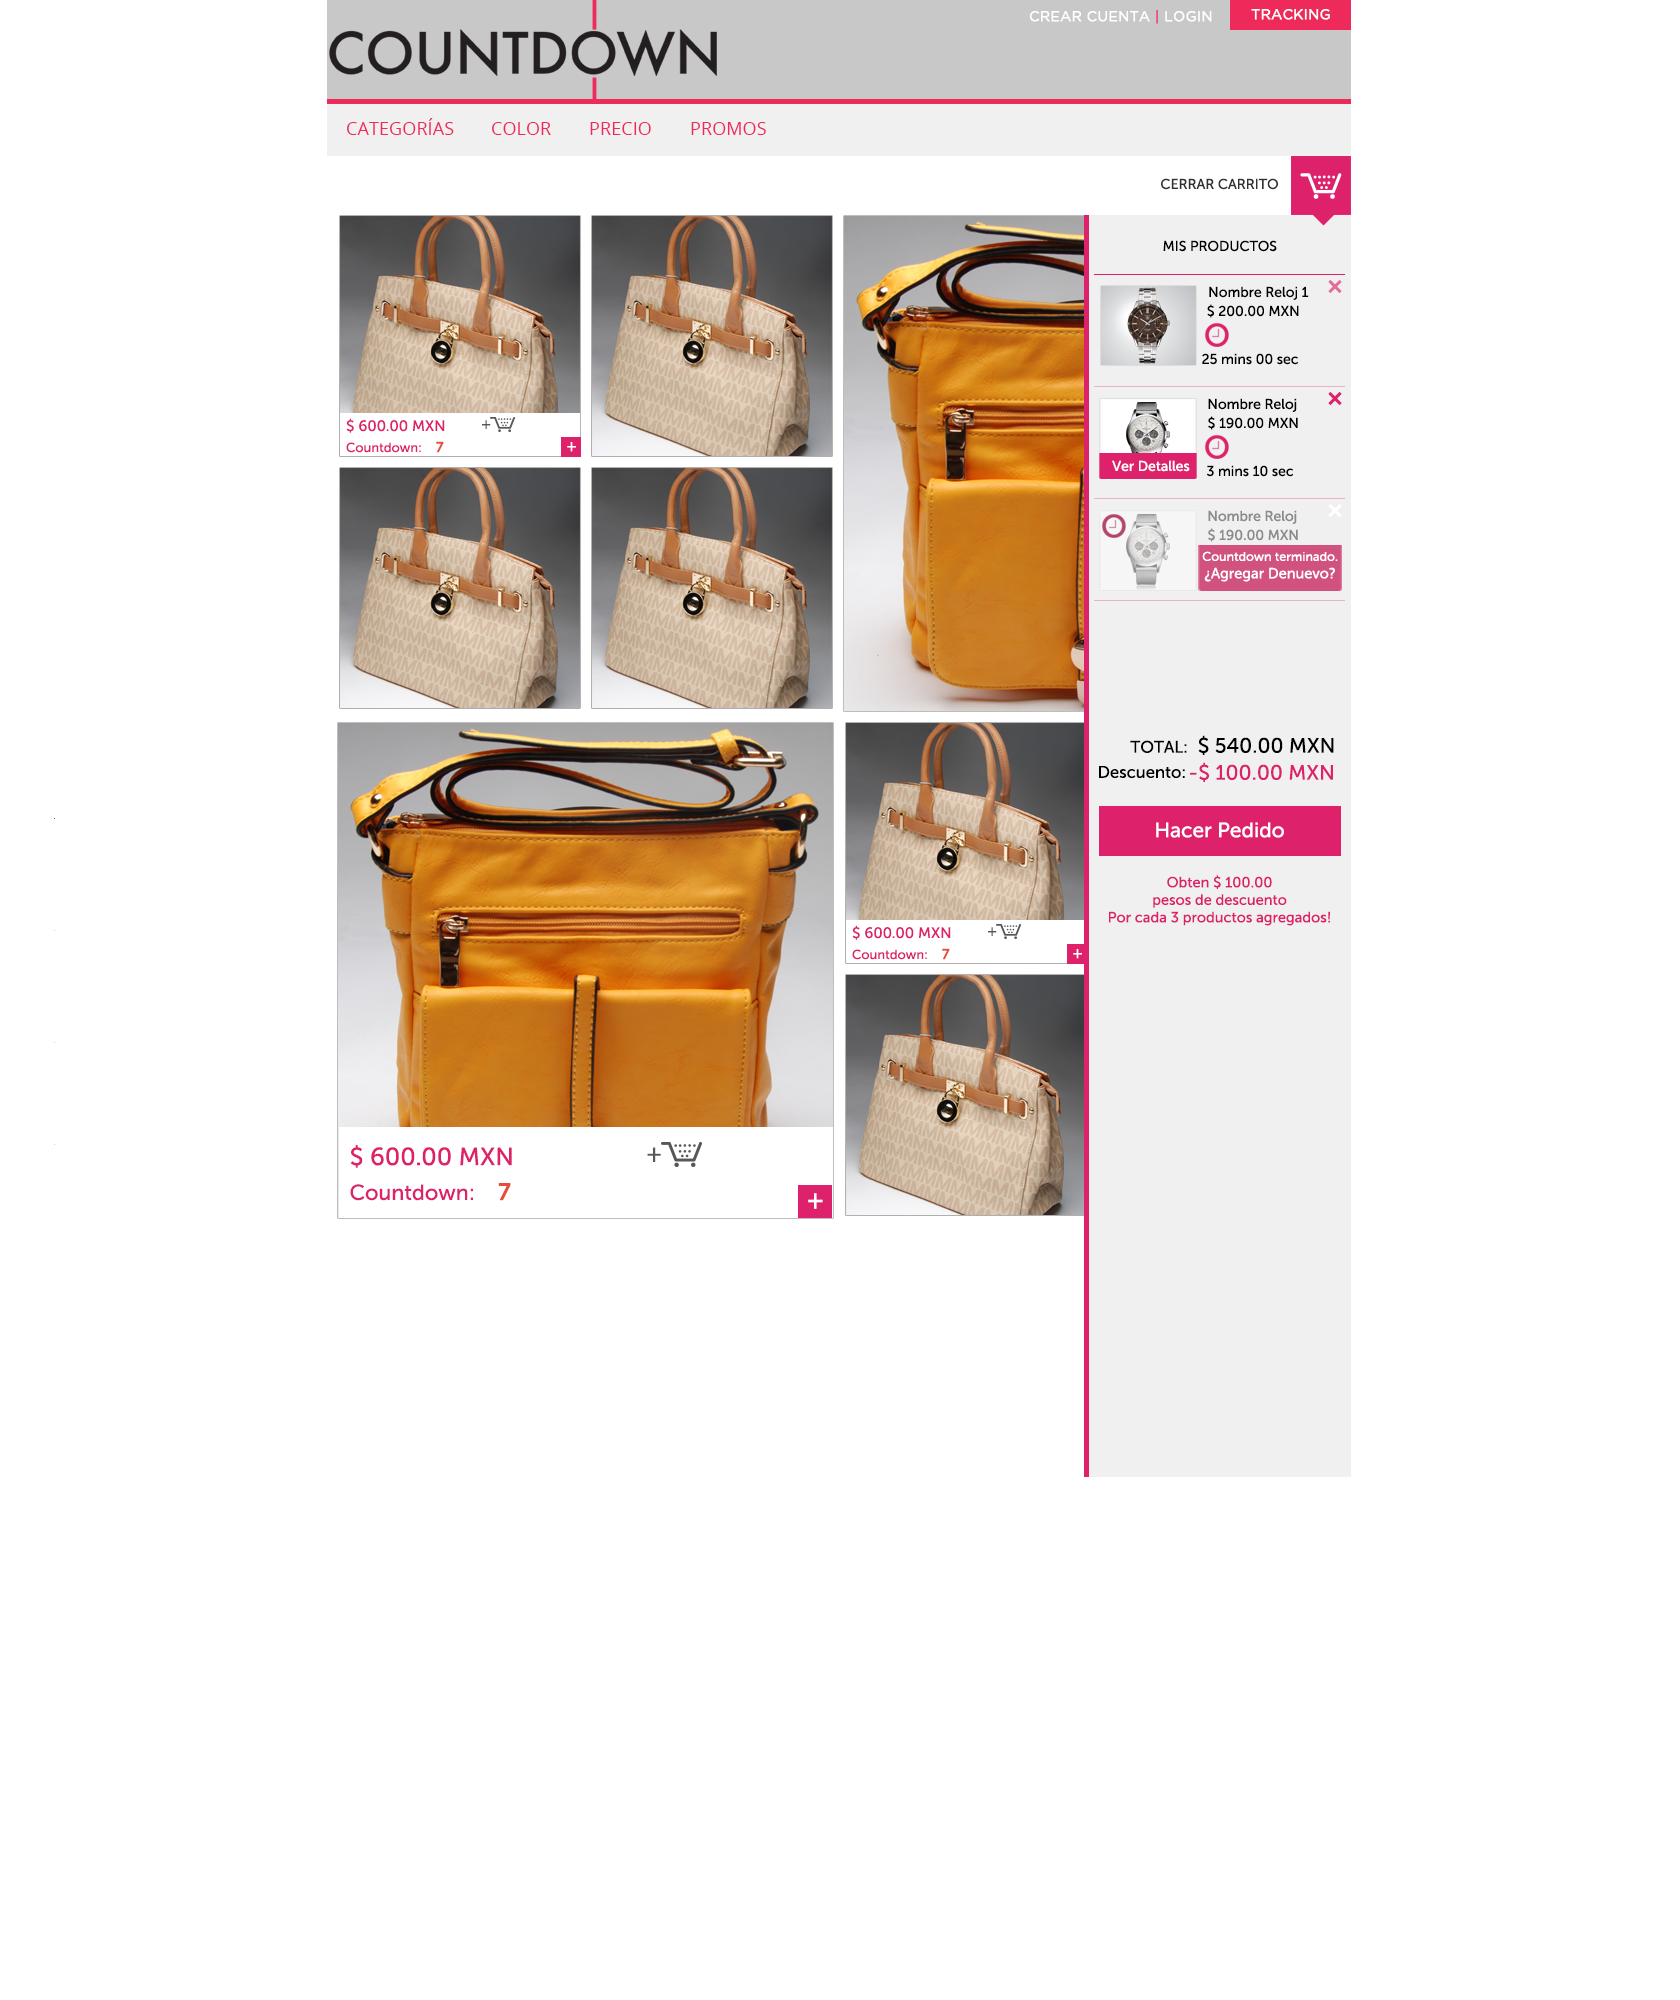 CREAR CUENTA | LOGIN
TRACKING
COUNTDOWN
CATEGORÍAS COLOR PRECIO PROMOS
CERRAR CARRITO
$ 600.00 MXN +
Countdown: 7 +
MIS PRODUCTOS
Nombre Reloj 1
$ 200.00 MXN
25 mins 00 sec
Nombre Reloj
$ 190.00 MXN
Ver Detalles
3 mins 10 sec
Nombre Reloj
$ 190.00 MXN
Countdown terminado.
¿Agregar Denuevo?
TOTAL: $ 540.00 MXN
Descuento: -$ 100.00 MXN
Hacer Pedido
Obten $ 100.00
pesos de descuento
Por cada 3 productos agregados!
$ 600.00 MXN +
Countdown: 7 +
$ 600.00 MXN +
Countdown: 7 +